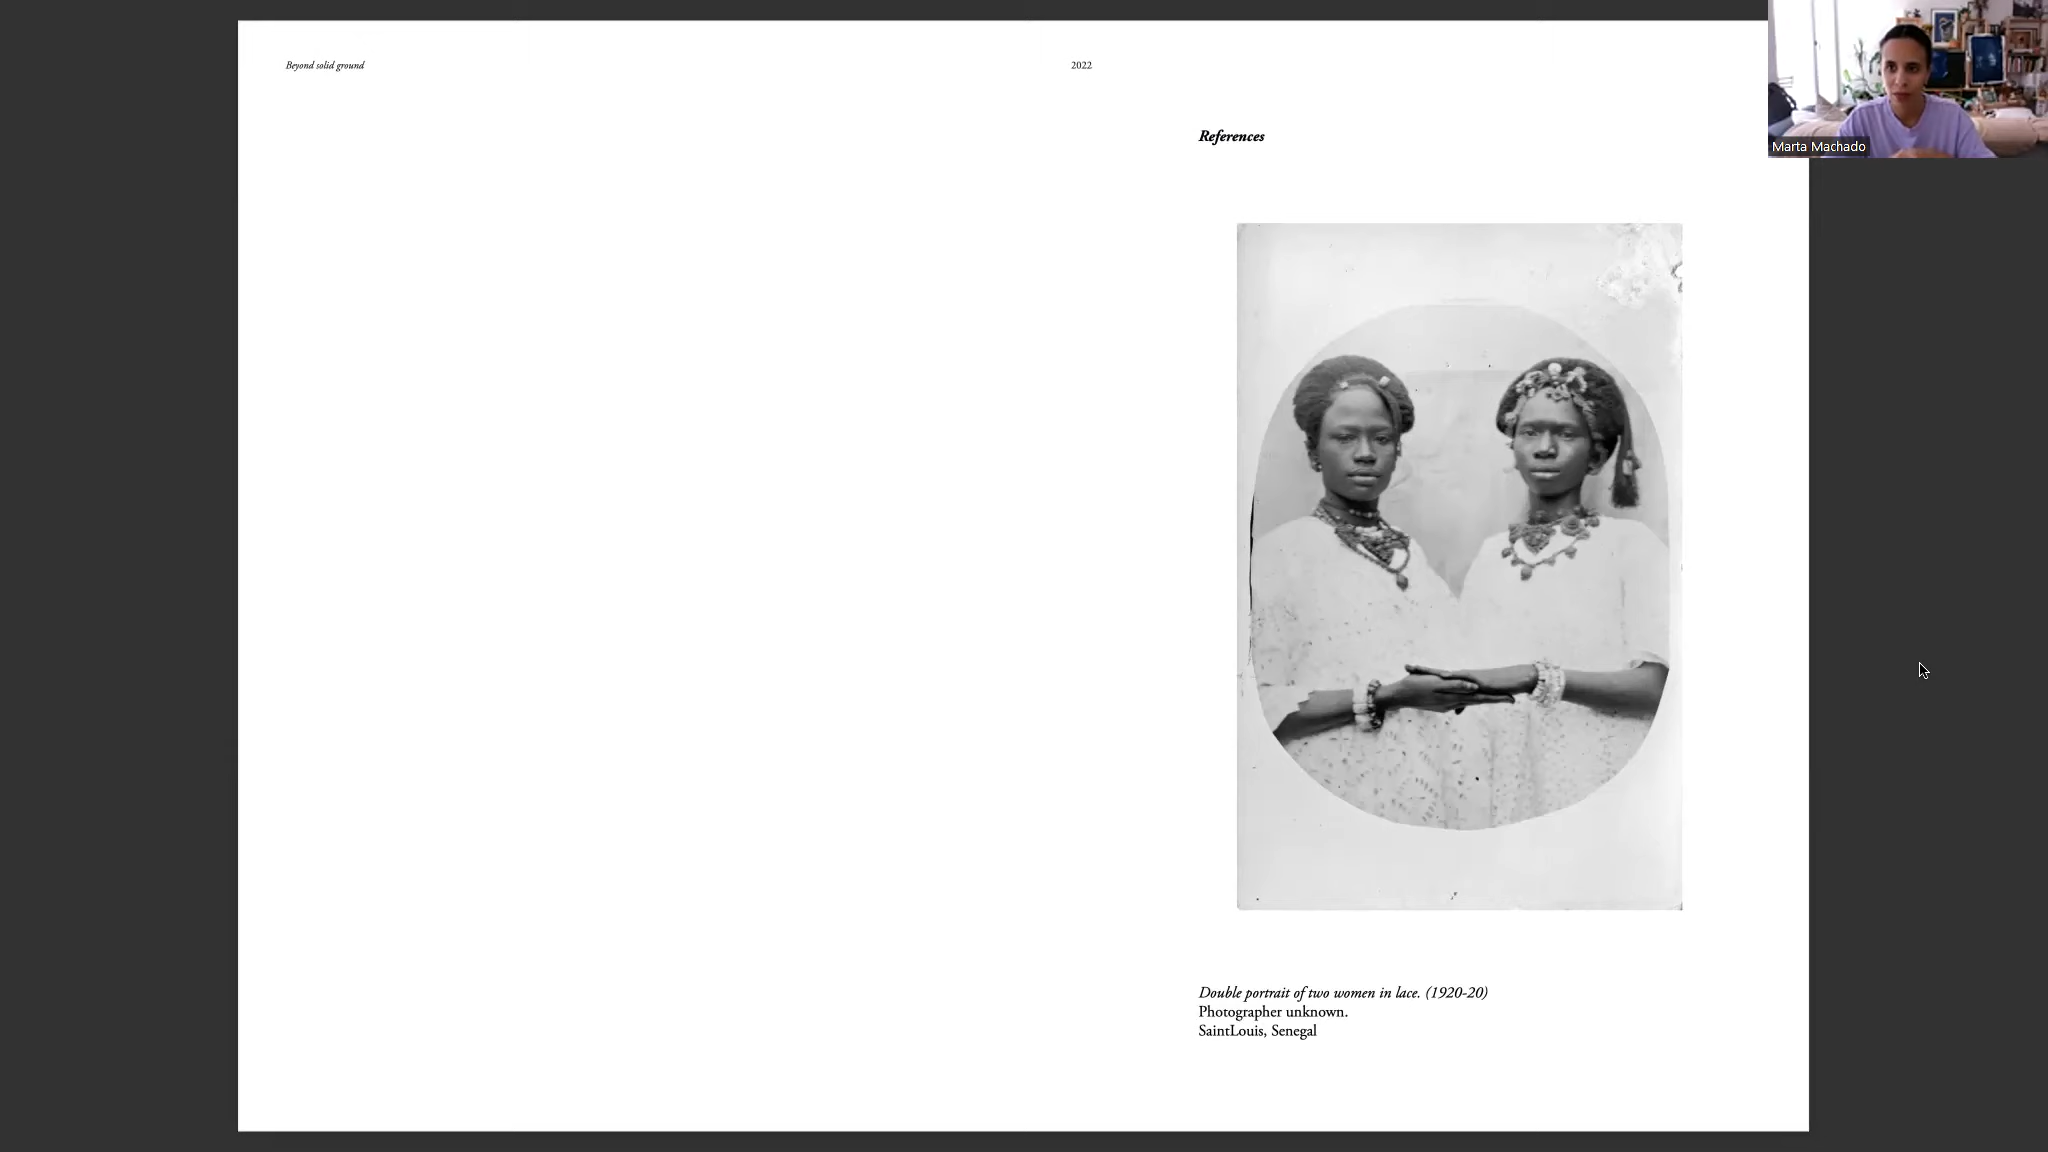 Beyond solid ground
2022
Marta Machado
References
Double portrait of two women in lace. (1920-20)
Photographer unknown.
SaintLouis, Senegal